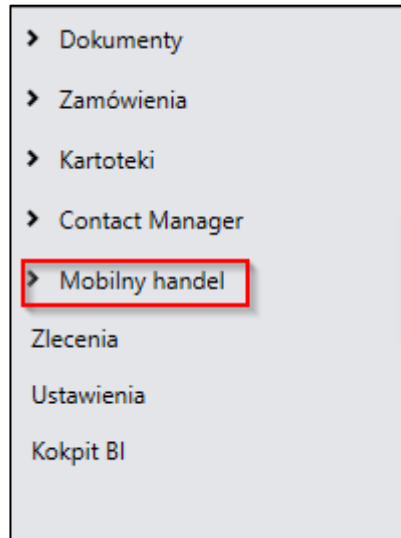 Dokumenty
Zamówienia
Kartoteki
Contact Manager
Mobilny handel
Zlecenia
Ustawienia
Kokpit BI